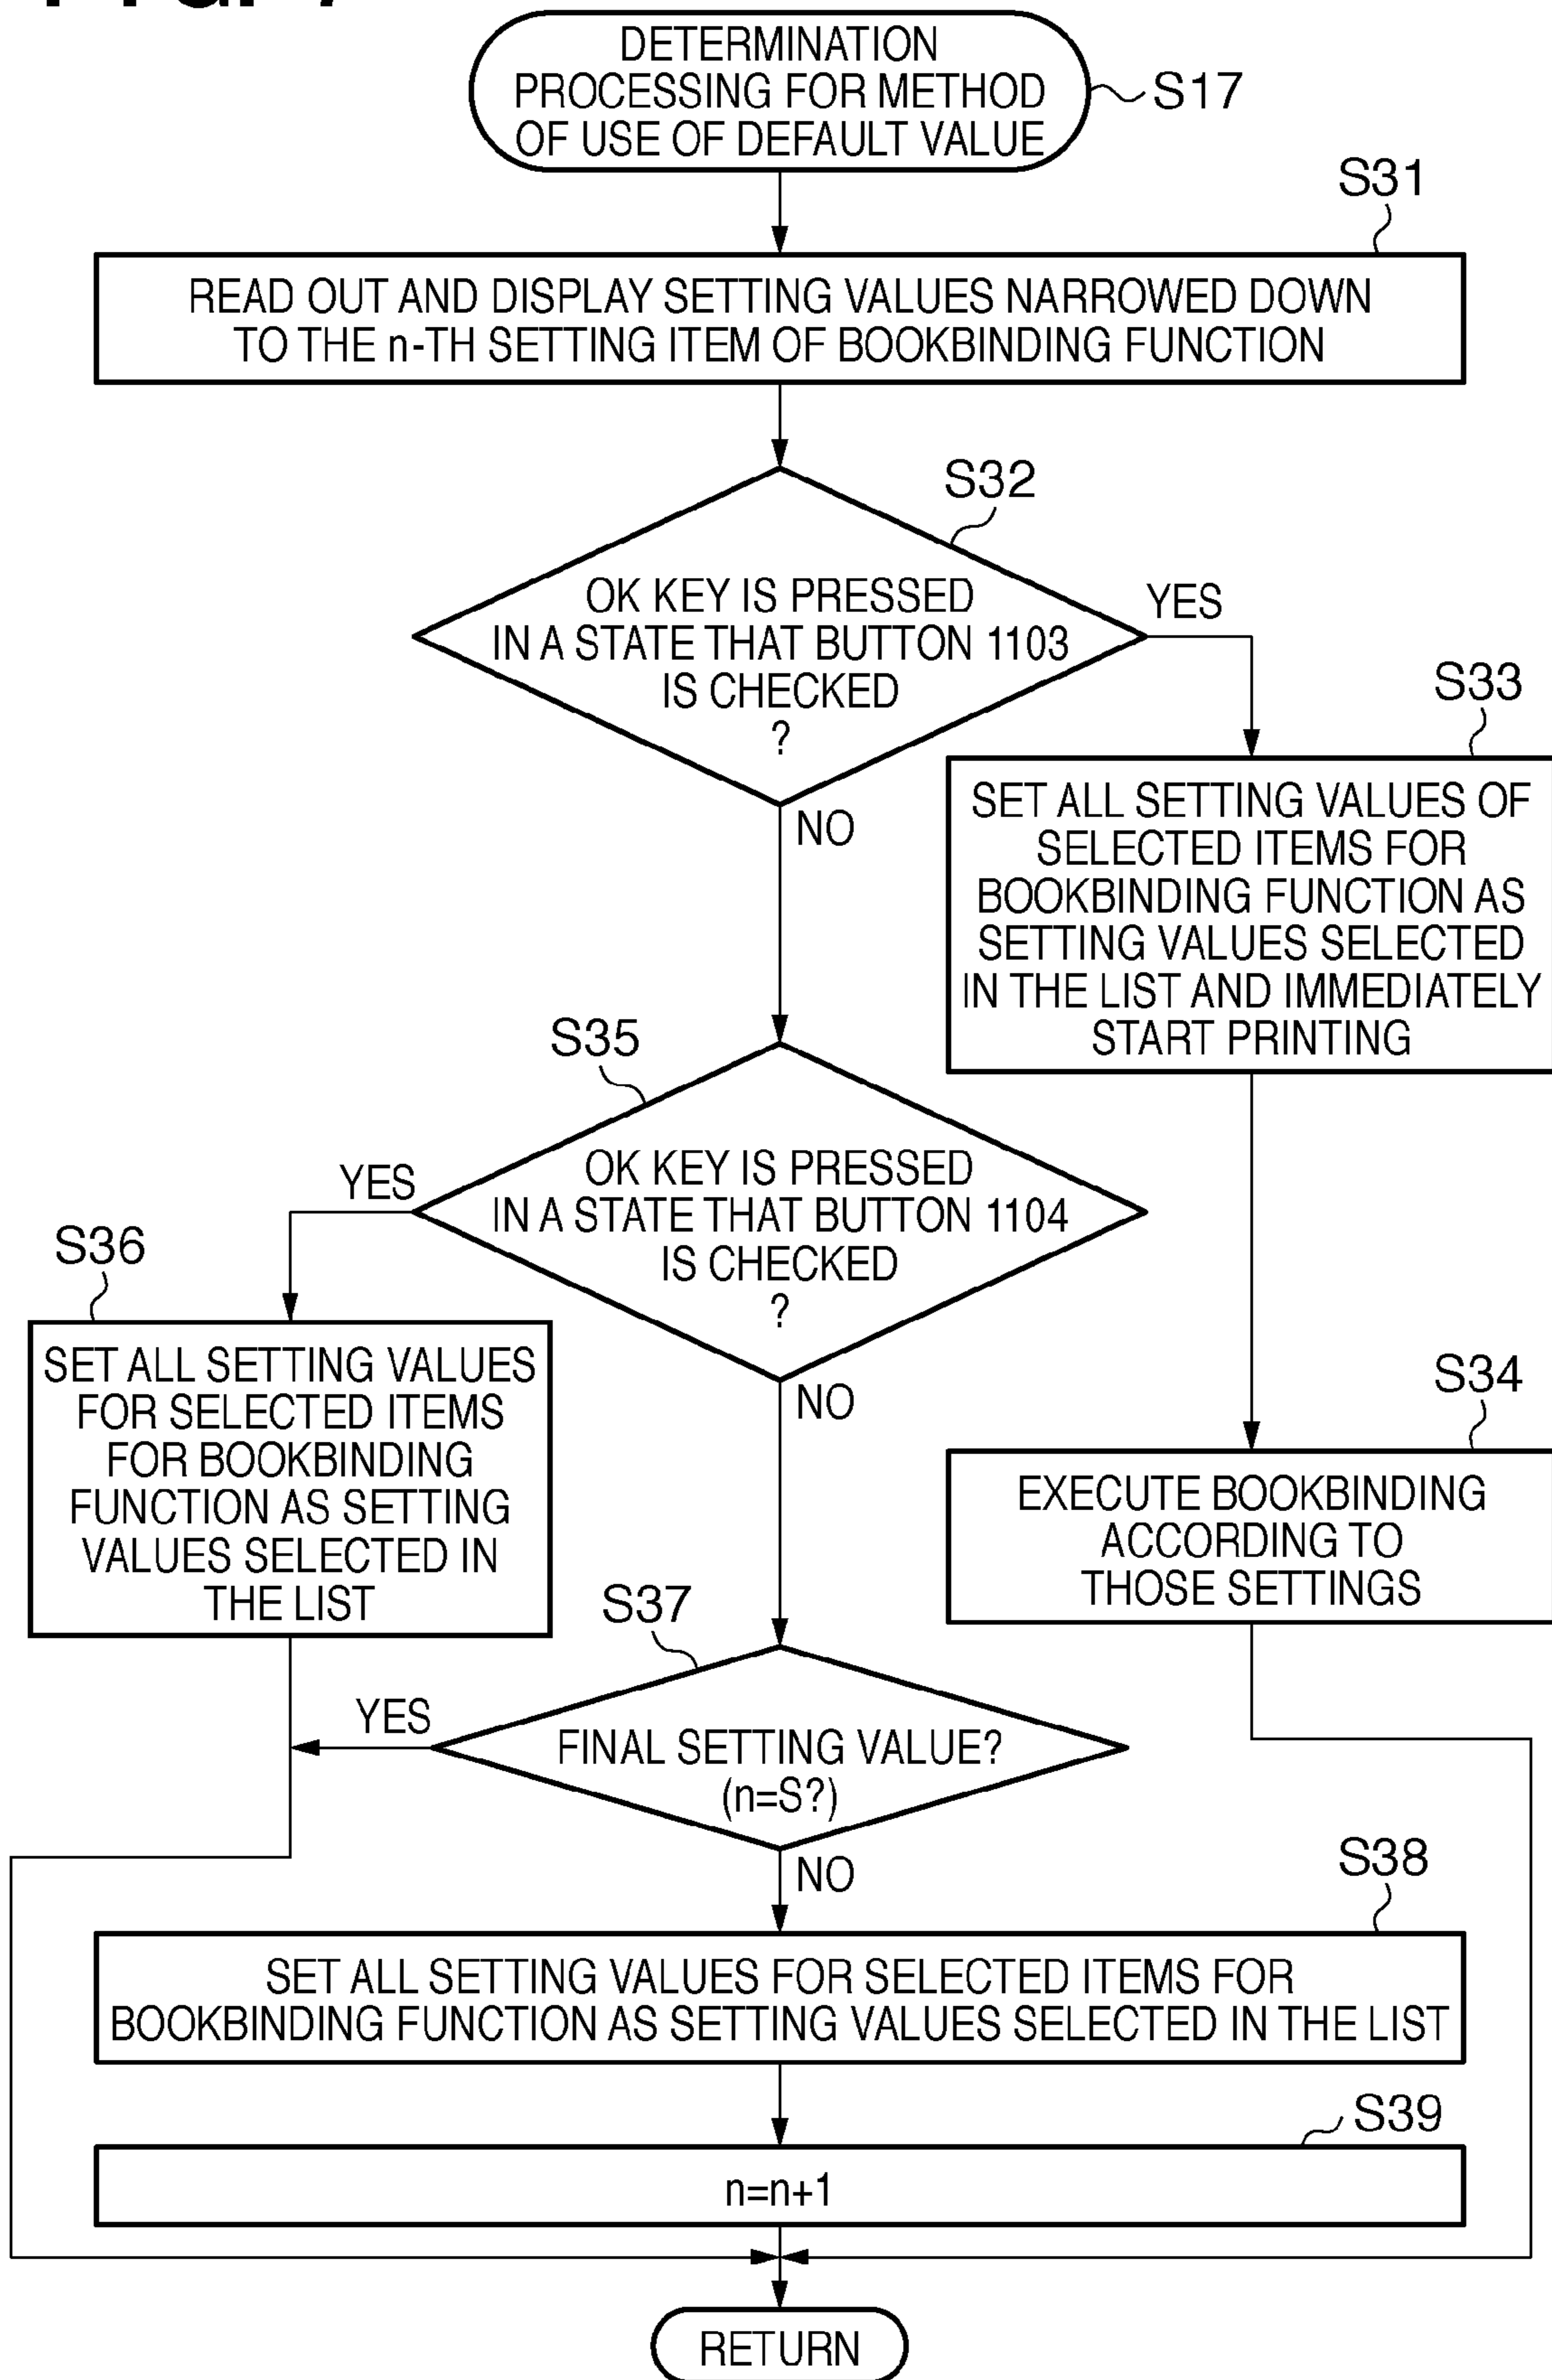 DETERMINATION
PROCESSING FOR METHOD
OF USE OF DEFAULT VALUE
S17
S31
READ OUT AND DISPLAY SETTING VALUES NARROWED DOWN
TO THE n-TH SETTING ITEM OF BOOKBINDING FUNCTION
S32
OK KEY IS PRESSED
IN A STATE THAT BUTTON 1103
IS CHECKED
?
YES
NO
S33
SET ALL SETTING VALUES OF
SELECTED ITEMS FOR
BOOKBINDING FUNCTION AS
SETTING VALUES SELECTED
IN THE LIST AND IMMEDIATELY
START PRINTING
S35
OK KEY IS PRESSED
IN A STATE THAT BUTTON 1104
IS CHECKED
?
YES
NO
S36
SET ALL SETTING VALUES
FOR SELECTED ITEMS
FOR BOOKBINDING
FUNCTION AS SETTING
VALUES SELECTED IN
THE LIST
S34
EXECUTE BOOKBINDING
ACCORDING TO
THOSE SETTINGS
S37
FINAL SETTING VALUE?
(n=S?)
YES
NO
S38
SET ALL SETTING VALUES FOR SELECTED ITEMS FOR
BOOKBINDING FUNCTION AS SETTING VALUES SELECTED IN THE LIST
S39
n=n+1
RETURN